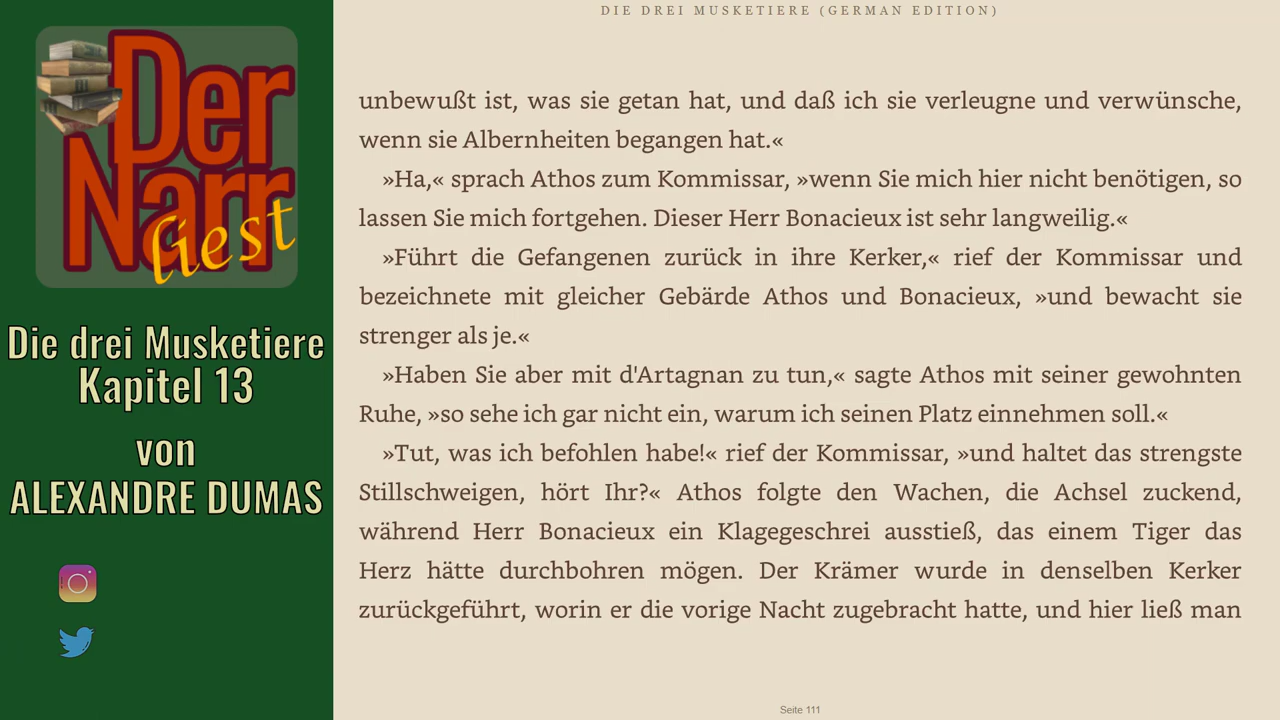 Der
Narr
liest
Die drei Musketiere
Kapitel 13
von
ALEXANDRE DUMAS
DIE DREI MUSKETIERE (GERMAN EDITION)
unbewußt ist, was sie getan hat, und daß ich sie verleugne und verwünsche,
wenn sie Albernheiten begangen hat.«
»Ha,« sprach Athos zum Kommissar, »wenn Sie mich hier nicht benötigen, so
lassen Sie mich fortgehen. Dieser Herr Bonacieux ist sehr langweilig.«
»Führt die Gefangenen zurück in ihre Kerker,« rief der Kommissar und
bezeichnete mit gleicher Gebärde Athos und Bonacieux, »und bewacht sie
strenger als je.«
»Haben Sie aber mit d'Artagnan zu tun,« sagte Athos mit seiner gewohnten
Ruhe, »so sehe ich gar nicht ein, warum ich seinen Platz einnehmen soll.«
»Tut, was ich befohlen habe!« rief der Kommissar, »und haltet das strengste
Stillschweigen, hört Ihr?« Athos folgte den Wachen, die Achsel zuckend,
während Herr Bonacieux ein Klagegeschrei ausstieß, das einem Tiger das
Herz hätte durchbohren mögen. Der Krämer wurde in denselben Kerker
zurückgeführt, worin er die vorige Nacht zugebracht hatte, und hier ließ man
Seite 111